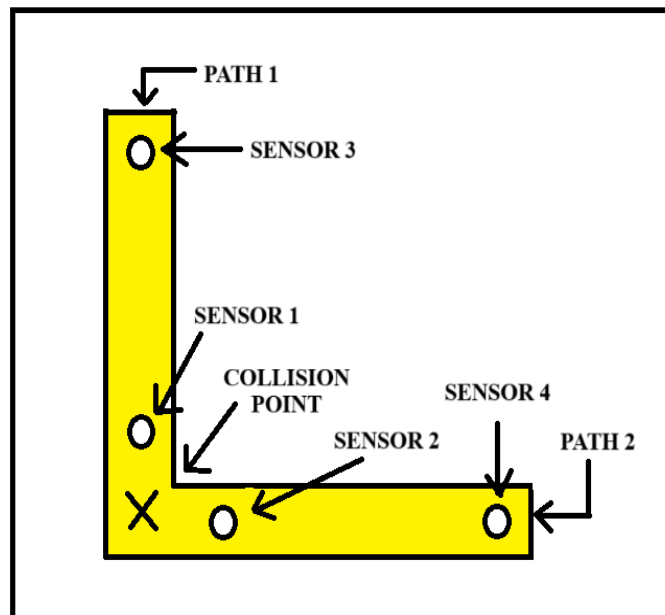 PATH 1
SENSOR 3
SENSOR 1
COLLISION
POINT
SENSOR 4
SENSOR 2
PATH 2
X